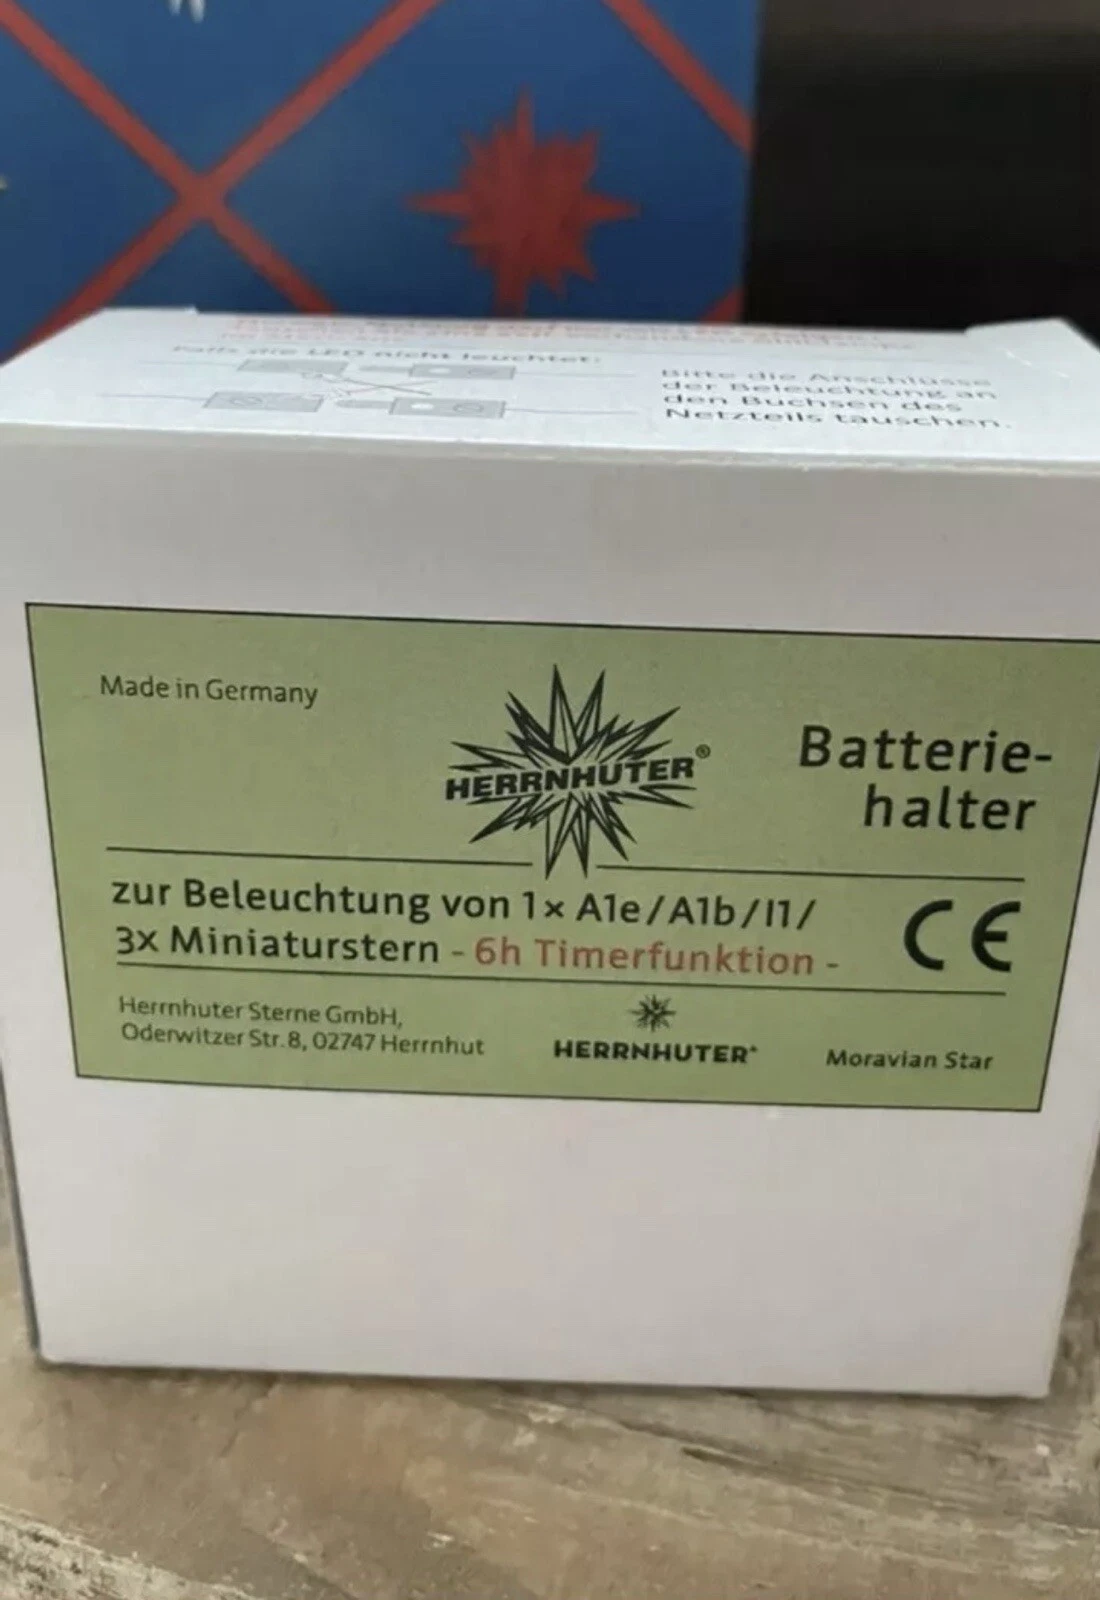 Falls die LED nicht leuchtet:
Bitte die Anschlüsse
der Beleuchtung an
den Buchsen des
Netzteils tauschen.
Made in Germany
HERRNHUTER®
Batterie-
halter
zur Beleuchtung von 1x A1e/A1b/I1/
3x Miniaturstern - 6h Timerfunktion -
CE
Herrnhuter Sterne GmbH,
Oderwitzer Str. 8, 02747 Herrnhut
HERRNHUTER®
Moravian Star